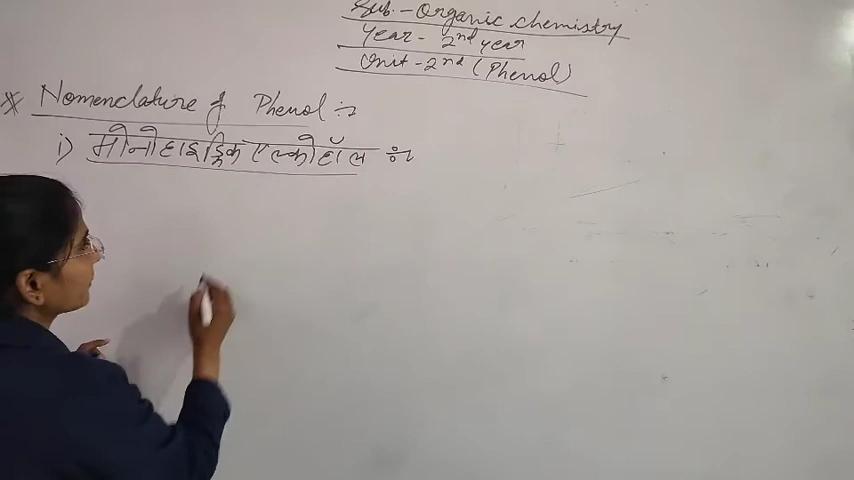 Sub. - Organic chemistry
Year - 2nd year
Unit - 2nd (Phenol)
* Nomenclature of Phenol :-
i) मोनोहाइड्रिक एल्कोहॉल :-